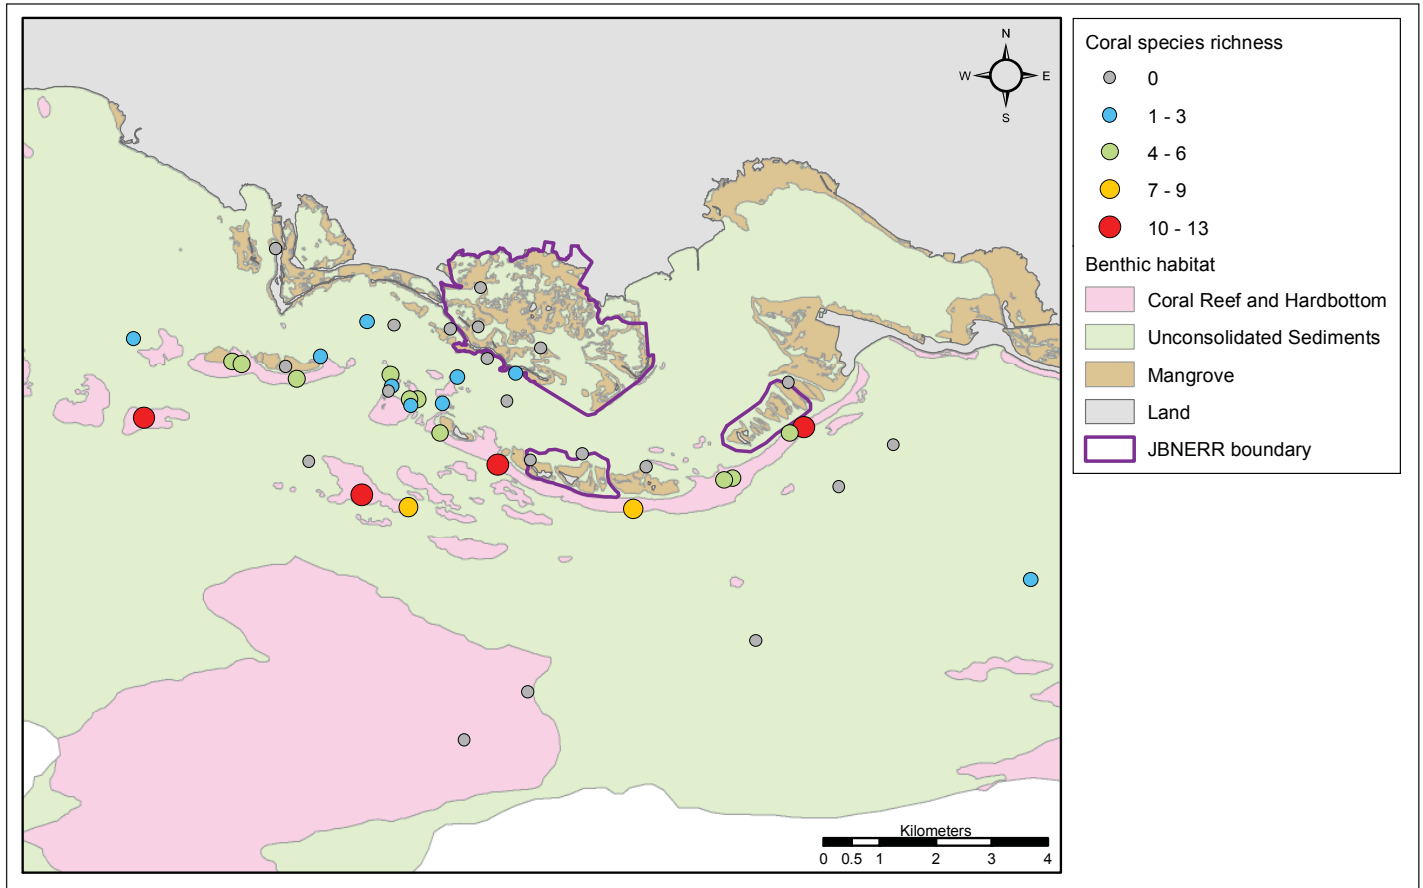 N
W E
S
Kilometers
0 0.5 1 2 3 4
Coral species richness
0
1 - 3
4 - 6
7 - 9
10 - 13
Benthic habitat
Coral Reef and Hardbottom
Unconsolidated Sediments
Mangrove
Land
JBNERR boundary